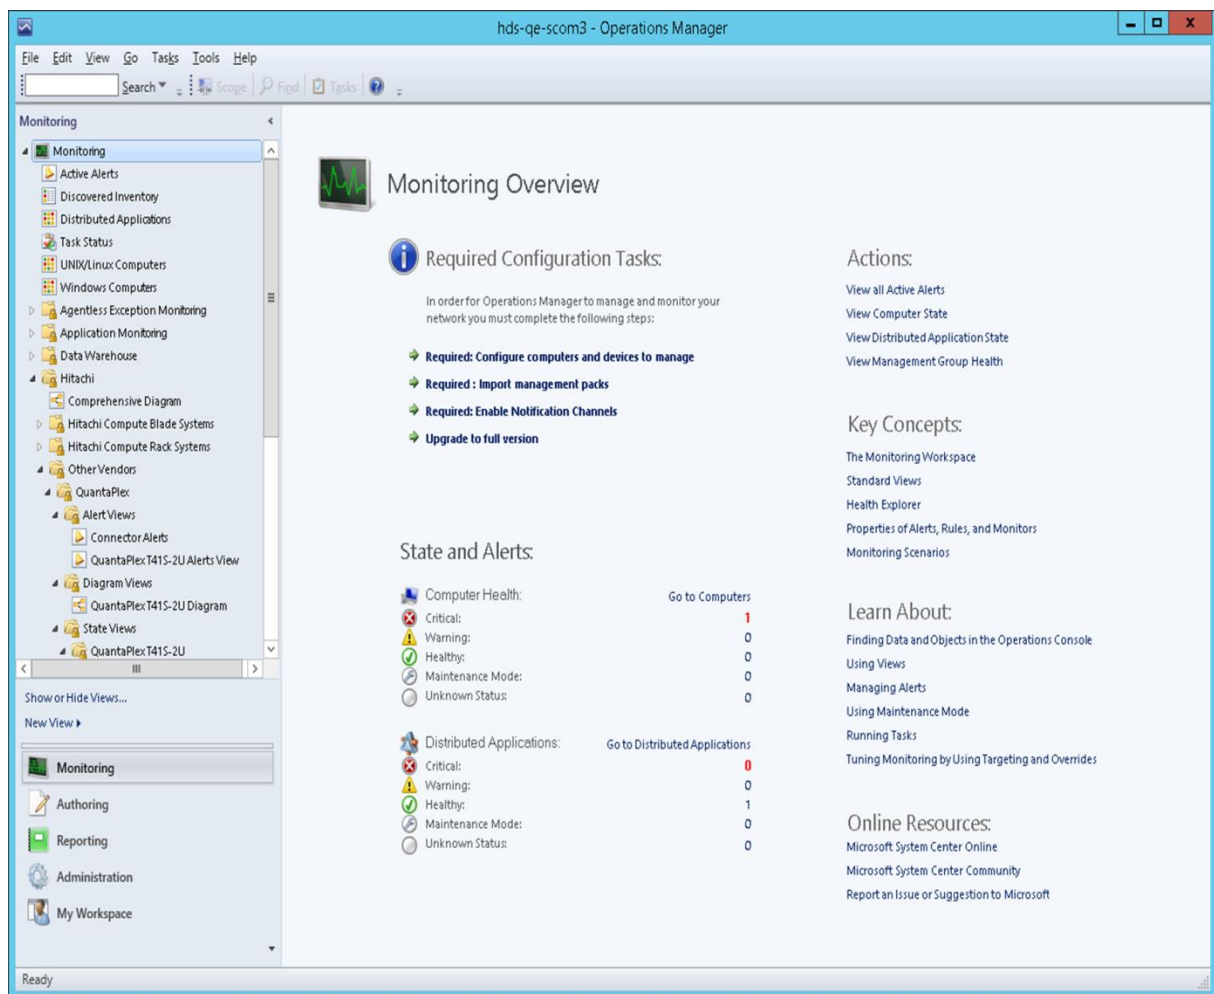 hds-qe-scom3 - Operations Manager
File Edit View Go Tasks Tools Help
Search Scope Find Tasks
Monitoring
Monitoring
Active Alerts
Discovered Inventory
Distributed Applications
Task Status
UNIX/Linux Computers
Windows Computers
Agentless Exception Monitoring
Application Monitoring
Data Warehouse
Hitachi
Comprehensive Diagram
Hitachi Compute Blade Systems
Hitachi Compute Rack Systems
Other Vendors
QuantaPlex
Alert Views
Connector Alerts
QuantaPlex T41S-2U Alerts View
Diagram Views
QuantaPlex T41S-2U Diagram
State Views
QuantaPlex T41S-2U
Show or Hide Views...
New View
Monitoring
Authoring
Reporting
Administration
My Workspace
Monitoring Overview
Required Configuration Tasks:
In order for Operations Manager to manage and monitor your
network you must complete the following steps:
Required: Configure computers and devices to manage
Required : Import management packs
Required: Enable Notification Channels
Upgrade to full version
State and Alerts:
Computer Health: Go to Computers
Critical: 1
Warning: 0
Healthy: 0
Maintenance Mode: 0
Unknown Status: 0
Distributed Applications: Go to Distributed Applications
Critical: 0
Warning: 0
Healthy: 1
Maintenance Mode: 0
Unknown Status: 0
Actions:
View all Active Alerts
View Computer State
View Distributed Application State
View Management Group Health
Key Concepts:
The Monitoring Workspace
Standard Views
Health Explorer
Properties of Alerts, Rules, and Monitors
Monitoring Scenarios
Learn About:
Finding Data and Objects in the Operations Console
Using Views
Managing Alerts
Using Maintenance Mode
Running Tasks
Tuning Monitoring by Using Targeting and Overrides
Online Resources:
Microsoft System Center Online
Microsoft System Center Community
Report an Issue or Suggestion to Microsoft
Ready